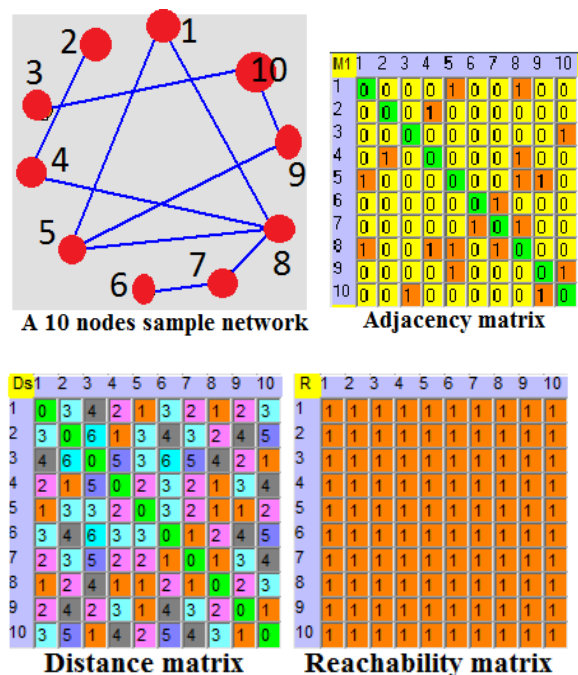 1
2
3
10
4
9
5
8
7
6
A 10 nodes sample network
M1 1 2 3 4 5 6 7 8 9 10
1 0 0 0 0 1 0 0 1 0 0
2 0 0 0 1 0 0 0 0 0 0
3 0 0 0 0 0 0 0 0 0 1
4 0 1 0 0 0 0 0 1 0 0
5 1 0 0 0 0 0 0 1 1 0
6 0 0 0 0 0 0 1 0 0 0
7 0 0 0 0 0 1 0 1 0 0
8 1 0 0 1 1 0 1 0 0 0
9 0 0 0 0 1 0 0 0 0 1
10 0 0 1 0 0 0 0 0 1 0
Adjacency matrix
Ds 1 2 3 4 5 6 7 8 9 10
1 0 3 4 2 1 3 2 1 2 3
2 3 0 6 1 3 4 3 2 4 5
3 4 6 0 5 3 6 5 4 2 1
4 2 1 5 0 2 3 2 1 3 4
5 1 3 3 2 0 3 2 1 1 2
6 3 4 6 3 3 0 1 2 4 5
7 2 3 5 2 2 1 0 1 3 4
8 1 2 4 1 1 2 1 0 2 3
9 2 4 2 3 1 4 3 2 0 1
10 3 5 1 4 2 5 4 3 1 0
Distance matrix
R 1 2 3 4 5 6 7 8 9 10
1 1 1 1 1 1 1 1 1 1 1
2 1 1 1 1 1 1 1 1 1 1
3 1 1 1 1 1 1 1 1 1 1
4 1 1 1 1 1 1 1 1 1 1
5 1 1 1 1 1 1 1 1 1 1
6 1 1 1 1 1 1 1 1 1 1
7 1 1 1 1 1 1 1 1 1 1
8 1 1 1 1 1 1 1 1 1 1
9 1 1 1 1 1 1 1 1 1 1
10 1 1 1 1 1 1 1 1 1 1
Reachability matrix